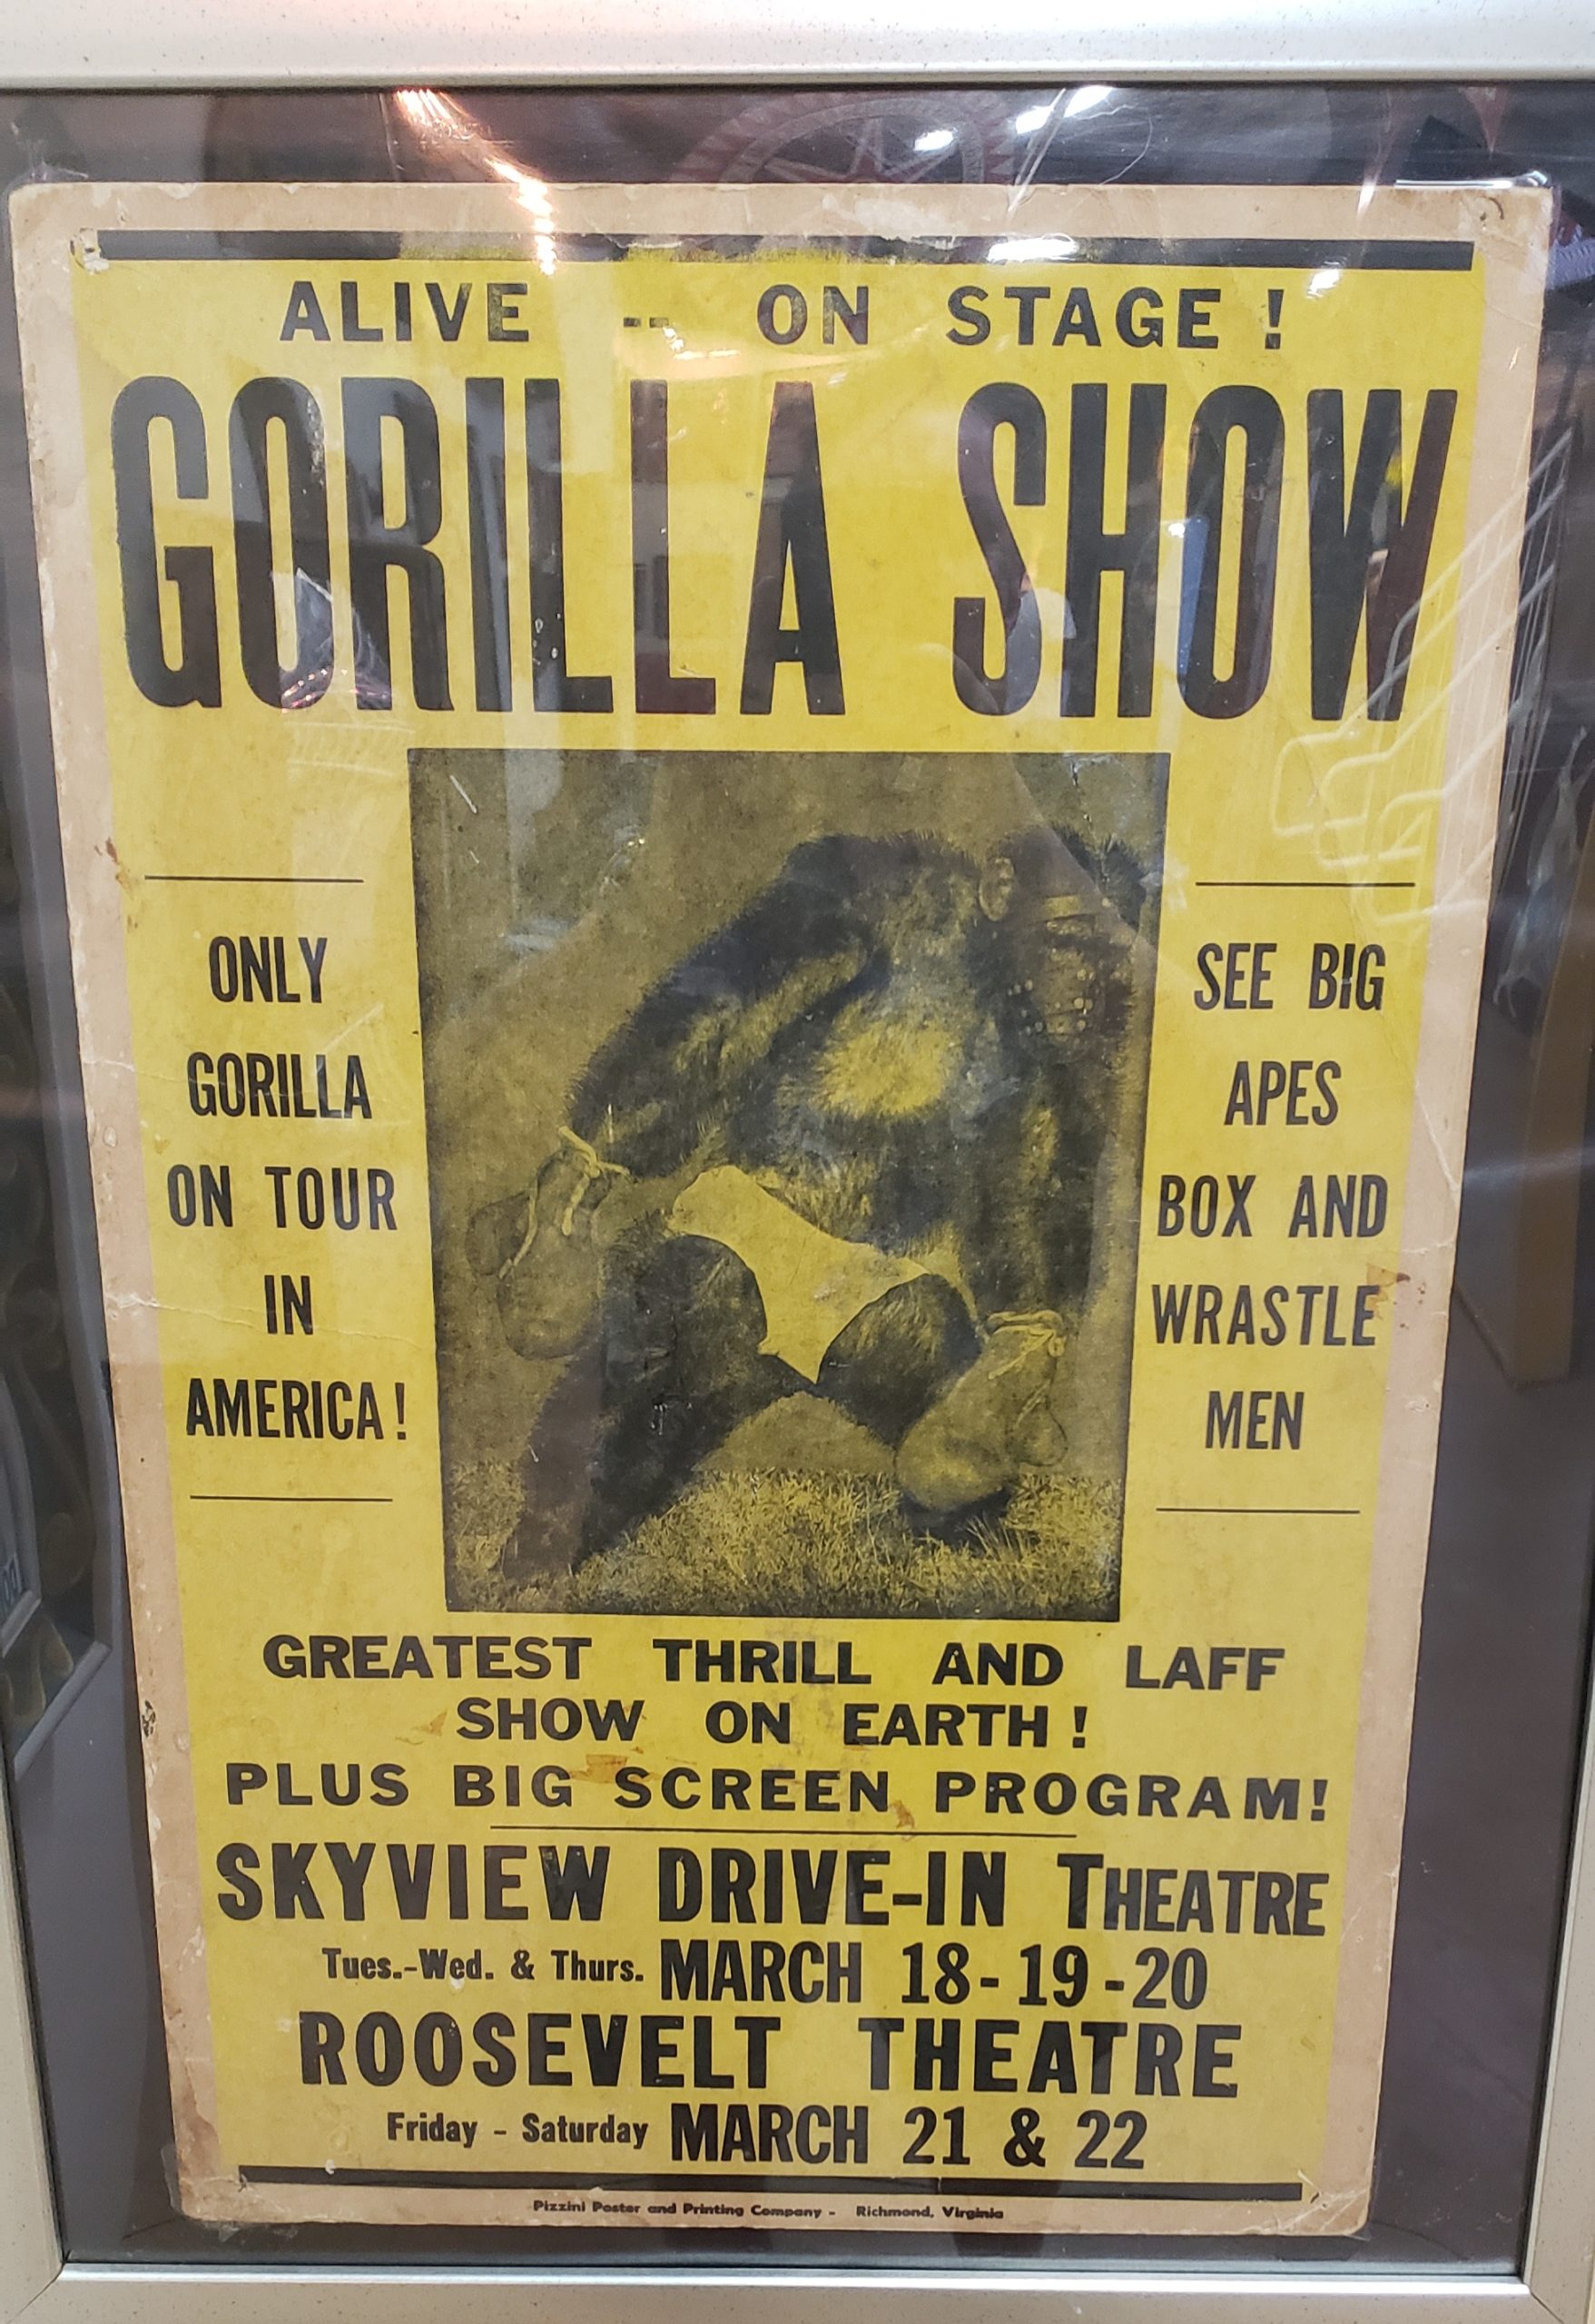 ALIVE -- ON STAGE !
GORILLA SHOW
ONLY
GORILLA
ON TOUR
IN
AMERICA!
SEE BIG
APES
BOX AND
WRASTLE
MEN
GREATEST THRILL AND LAFF
SHOW ON EARTH!
PLUS BIG SCREEN PROGRAM!
SKYVIEW DRIVE-IN THEATRE
Tues.-Wed. & Thurs. MARCH 18-19-20
ROOSEVELT THEATRE
Friday - Saturday MARCH 21 & 22
Pizzini Poster and Printing Company - Richmond, Virginia